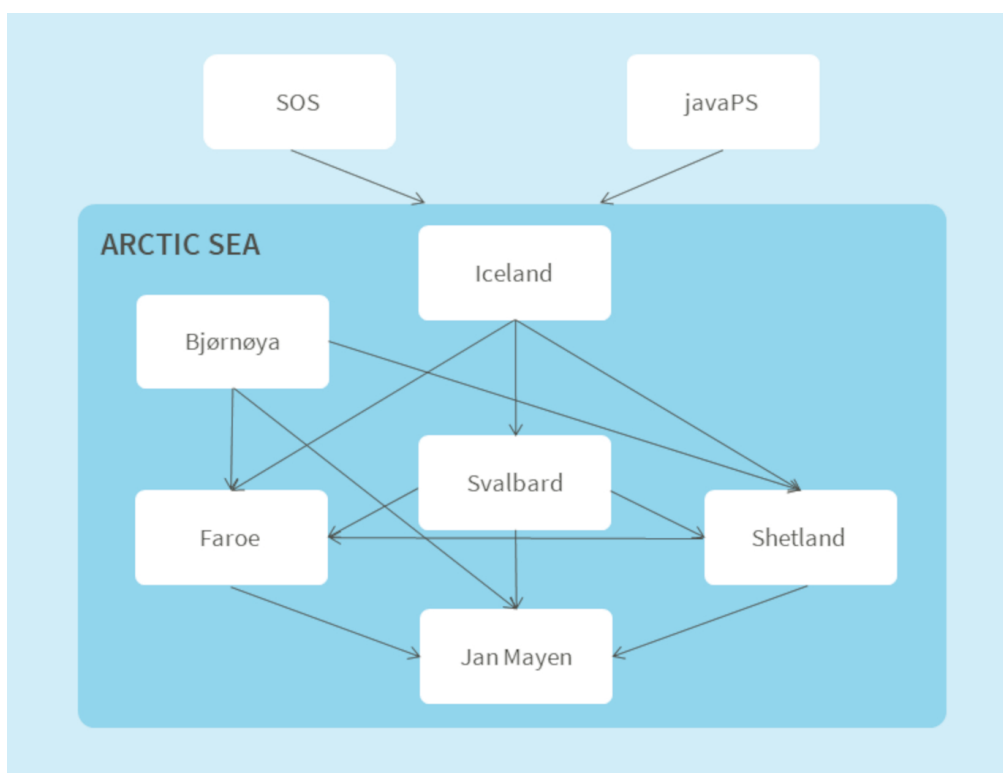 SOS
javaPS
ARCTIC SEA
Iceland
Bjørnøya
Svalbard
Faroe
Shetland
Jan Mayen